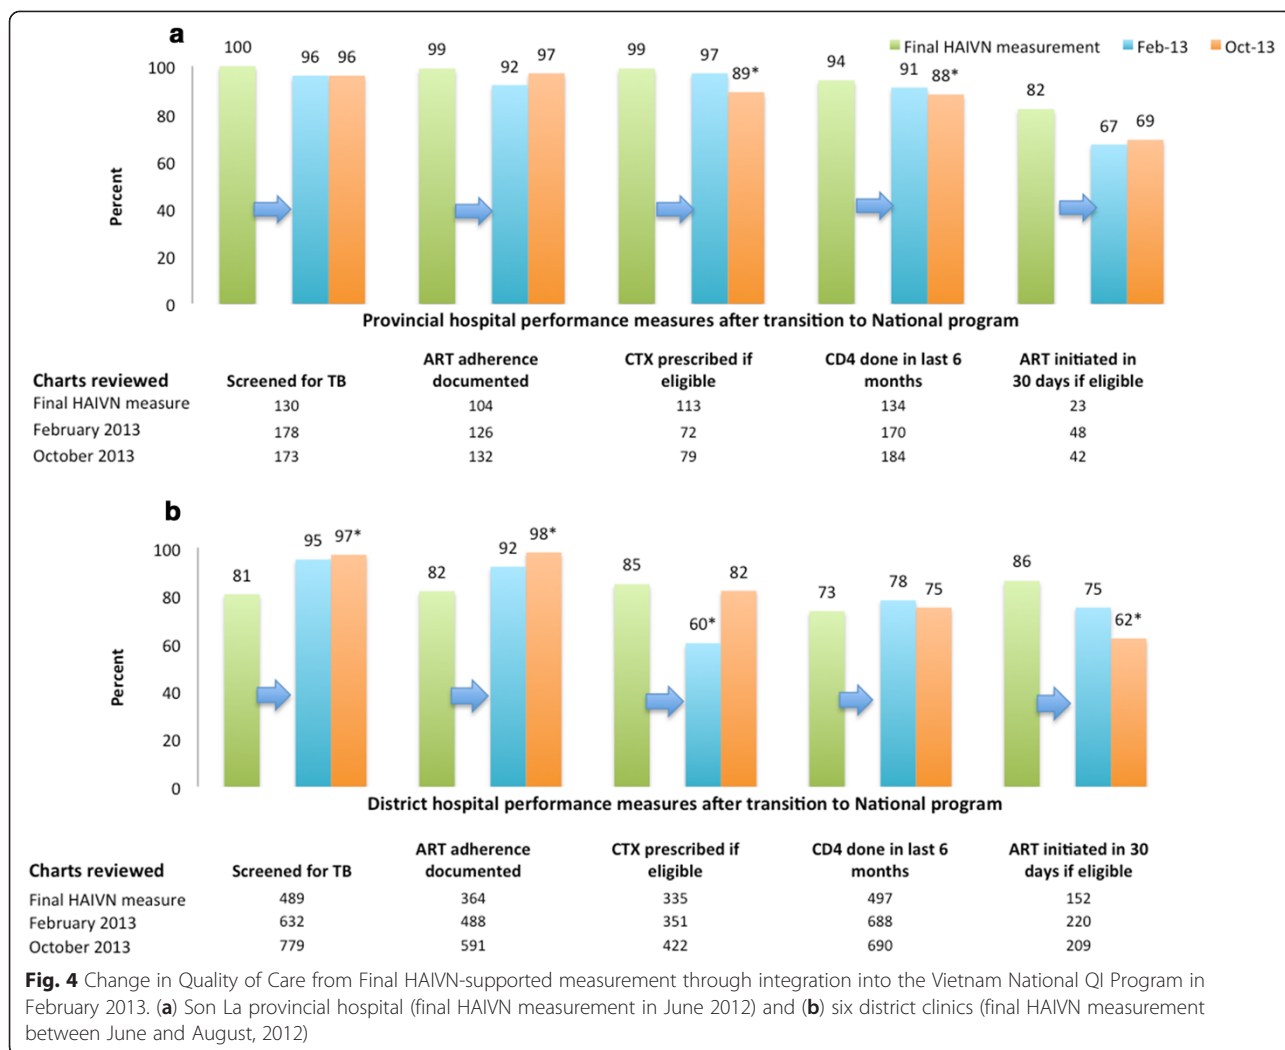 a
Final HAIVN measurement Feb-13 Oct-13
100 96 96 99 92 97 99 97 89* 94 91 88* 82 67 69
100
80
60
40
20
0
Percent
Provincial hospital performance measures after transition to National program
Charts reviewed Screened for TB ART adherence documented CTX prescribed if eligible CD4 done in last 6 months ART initiated in 30 days if eligible
Final HAIVN measure 130 104 113 134 23
February 2013 178 126 72 170 48
October 2013 173 132 79 184 42
b
81 95 97* 82 92 98* 85 60* 82 73 78 75 86 75 62*
100
80
60
40
20
0
Percent
District hospital performance measures after transition to National program
Charts reviewed Screened for TB ART adherence documented CTX prescribed if eligible CD4 done in last 6 months ART initiated in 30 days if eligible
Final HAIVN measure 489 364 335 497 152
February 2013 632 488 351 688 220
October 2013 779 591 422 690 209
Fig. 4 Change in Quality of Care from Final HAIVN-supported measurement through integration into the Vietnam National QI Program in
February 2013. (a) Son La provincial hospital (final HAIVN measurement in June 2012) and (b) six district clinics (final HAIVN measurement
between June and August, 2012)